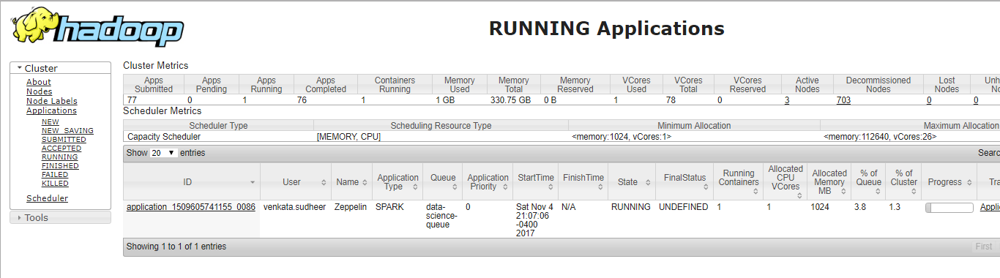 hadoop
RUNNING Applications
Cluster
About
Nodes
Node Labels
Applications
NEW
NEW_SAVING
SUBMITTED
ACCEPTED
RUNNING
FINISHED
FAILED
KILLED
Scheduler
Tools
Cluster Metrics
Apps Submitted Apps Pending Apps Running Apps Completed Containers Running Memory Used Memory Total Memory Reserved VCores Used VCores Total VCores Reserved Active Nodes Decommissioned Nodes Lost Nodes Unh Nodes
77 0 1 76 1 1 GB 330.75 GB 0 B 1 78 0 3 703 0 0
Scheduler Metrics
Scheduler Type Scheduling Resource Type Minimum Allocation Maximum Allocation
Capacity Scheduler [MEMORY, CPU] <memory:1024, vCores:1> <memory:112640, vCores:26>
Show 20 entries Searc
ID User Name Application Type Queue Application Priority StartTime FinishTime State FinalStatus Running Containers Allocated CPU VCores Allocated Memory MB % of Queue % of Cluster Progress Tra
application_1509605741155_0086 venkata.sudheer Zeppelin SPARK data-science-queue 0 Sat Nov 4 21:07:06 -0400 2017 N/A RUNNING UNDEFINED 1 1 1024 3.8 1.3 Applic
Showing 1 to 1 of 1 entries First